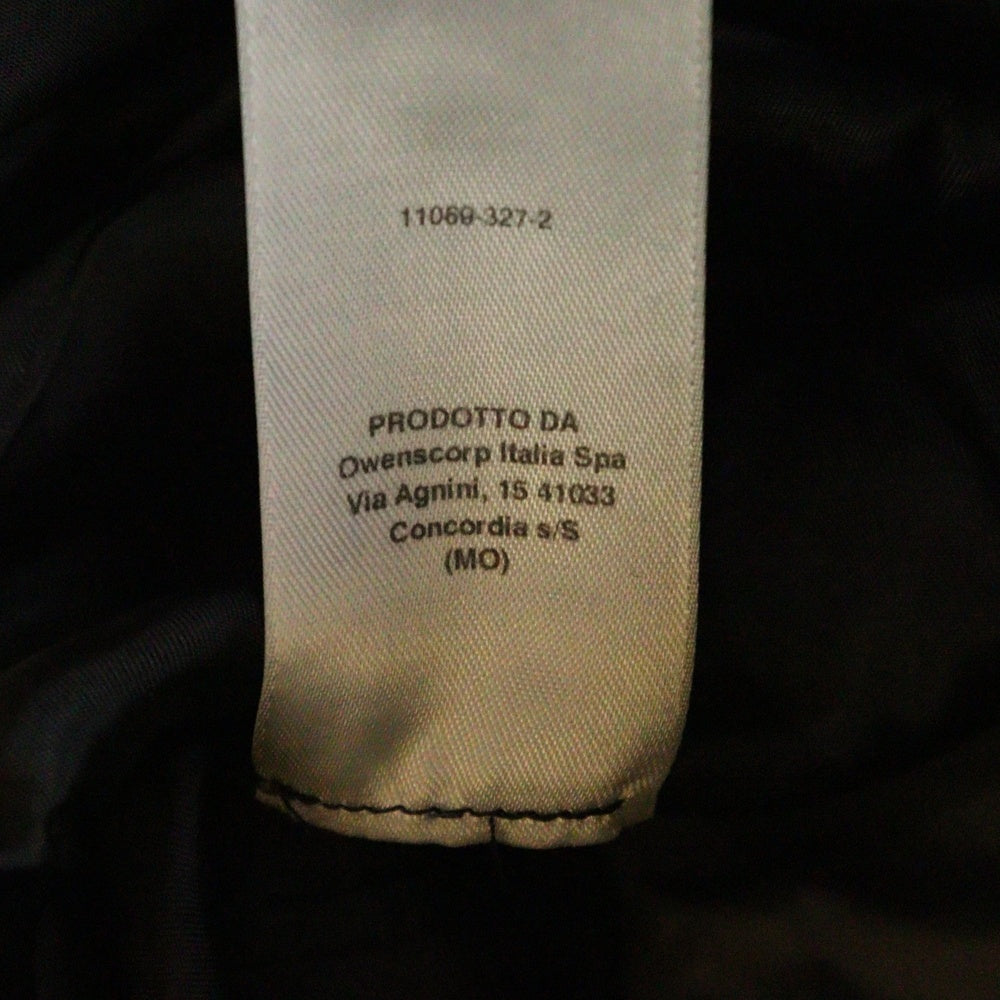 11069-327-2
PRODOTTO DA
Owenscorp Italia Spa
Via Agnini, 15 41033
Concordia s/S
(MO)